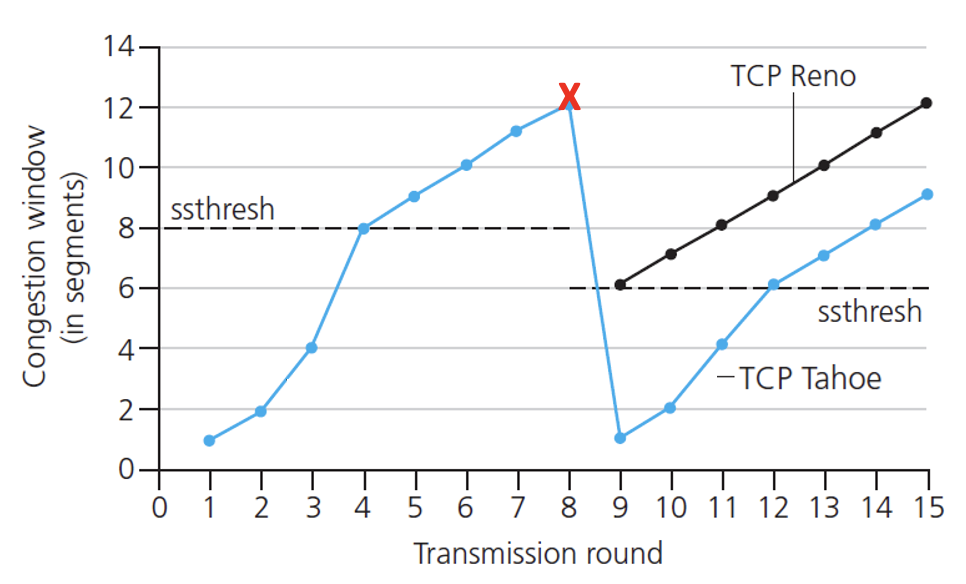 14
TCP Reno
12
X
10
ssthresh
8
6
ssthresh
4
TCP Tahoe
2
0
Congestion window
(in segments)
0 1 2 3 4 5 6 7 8 9 10 11 12 13 14 15
Transmission round